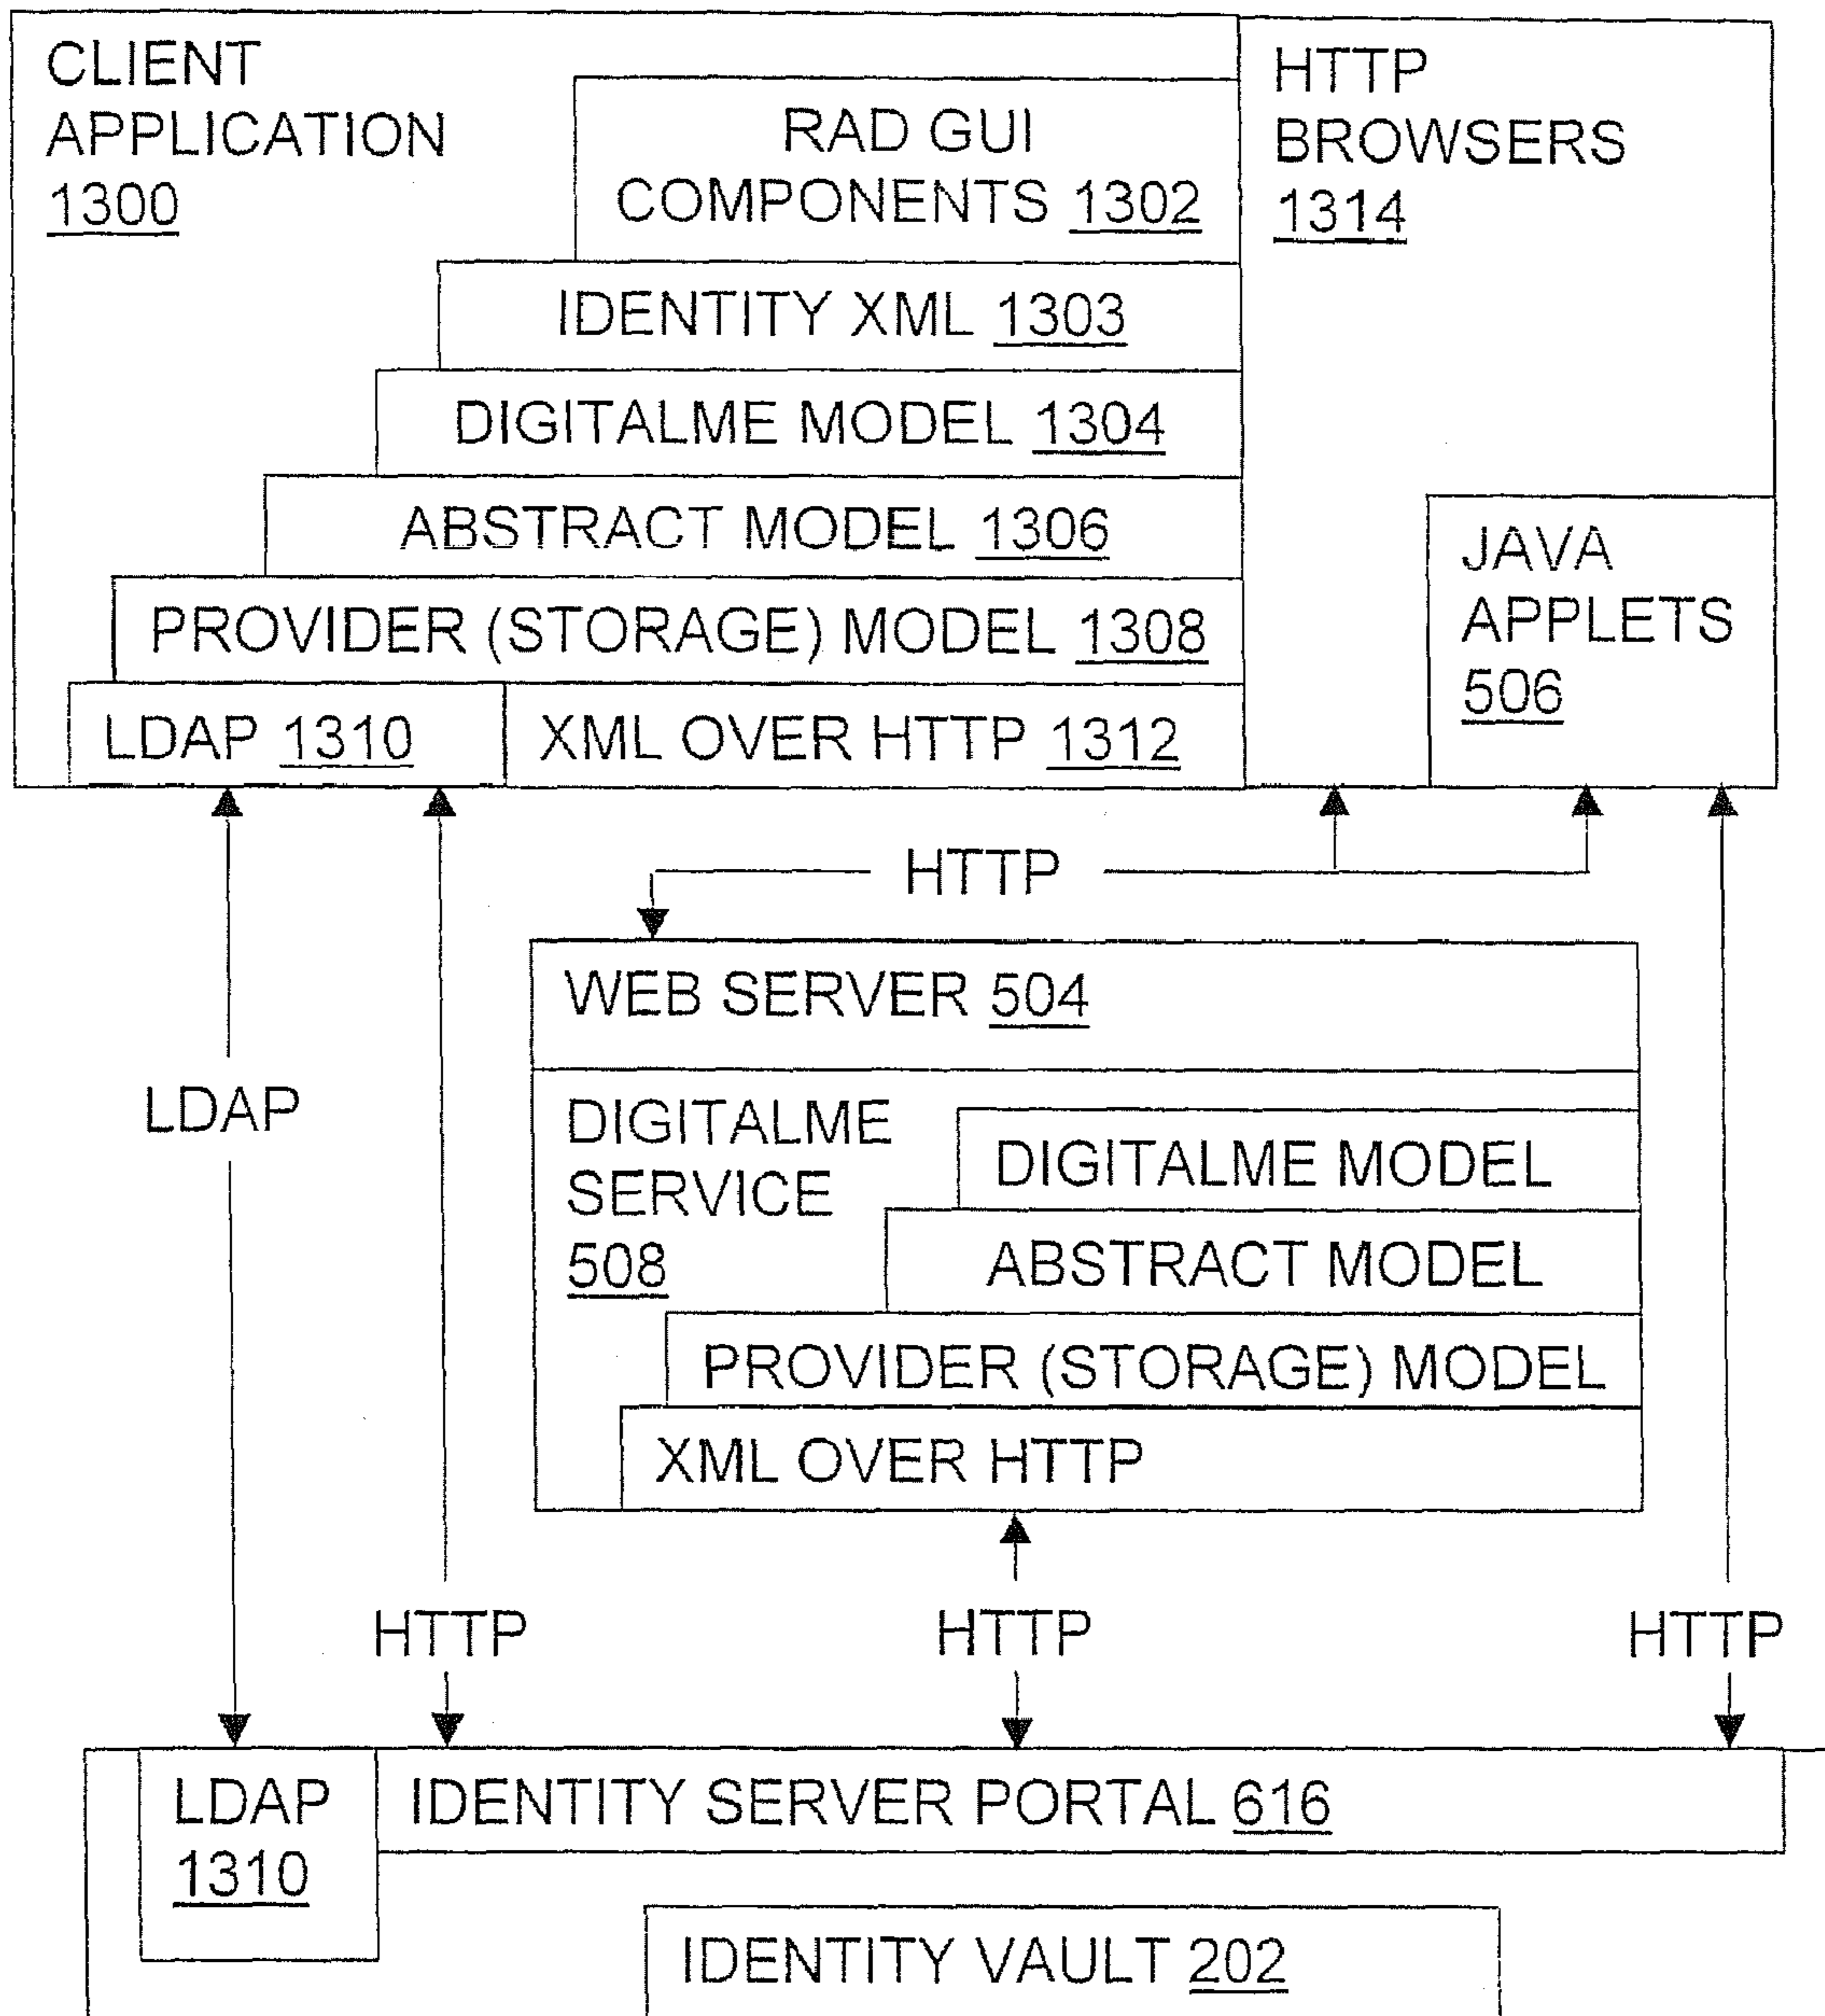 CLIENT
APPLICATION
1300
RAD GUI
COMPONENTS 1302
IDENTITY XML 1303
DIGITALME MODEL 1304
ABSTRACT MODEL 1306
PROVIDER (STORAGE) MODEL 1308
LDAP 1310
XML OVER HTTP 1312
HTTP
BROWSERS
1314
JAVA
APPLETS
506
HTTP
WEB SERVER 504
LDAP
DIGITALME
SERVICE
508
DIGITALME MODEL
ABSTRACT MODEL
PROVIDER (STORAGE) MODEL
XML OVER HTTP
HTTP
HTTP
HTTP
LDAP
1310
IDENTITY SERVER PORTAL 616
IDENTITY VAULT 202